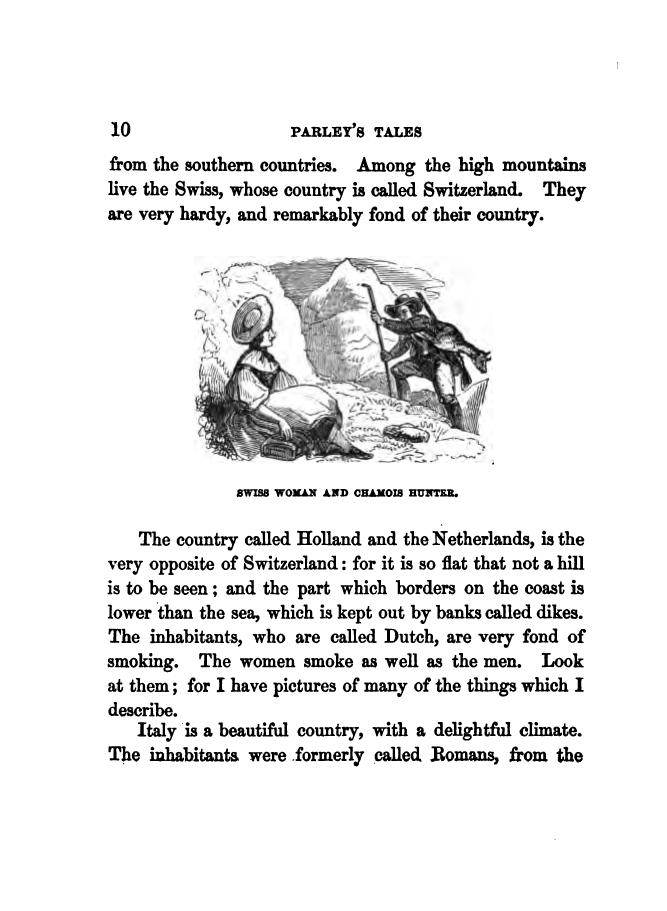 10 PARLEY'S TALES
from the southern countries. Among the high mountains
live the Swiss, whose country is called Switzerland. They
are very hardy, and remarkably fond of their country.
SWISS WOMAN AND CHAMOIS HUNTER.
The country called Holland and the Netherlands, is the
very opposite of Switzerland: for it is so flat that not a hill
is to be seen; and the part which borders on the coast is
lower than the sea, which is kept out by banks called dikes.
The inhabitants, who are called Dutch, are very fond of
smoking. The women smoke as well as the men. Look
at them; for I have pictures of many of the things which I
describe.
Italy is a beautiful country, with a delightful climate.
The inhabitants were formerly called Romans, from the